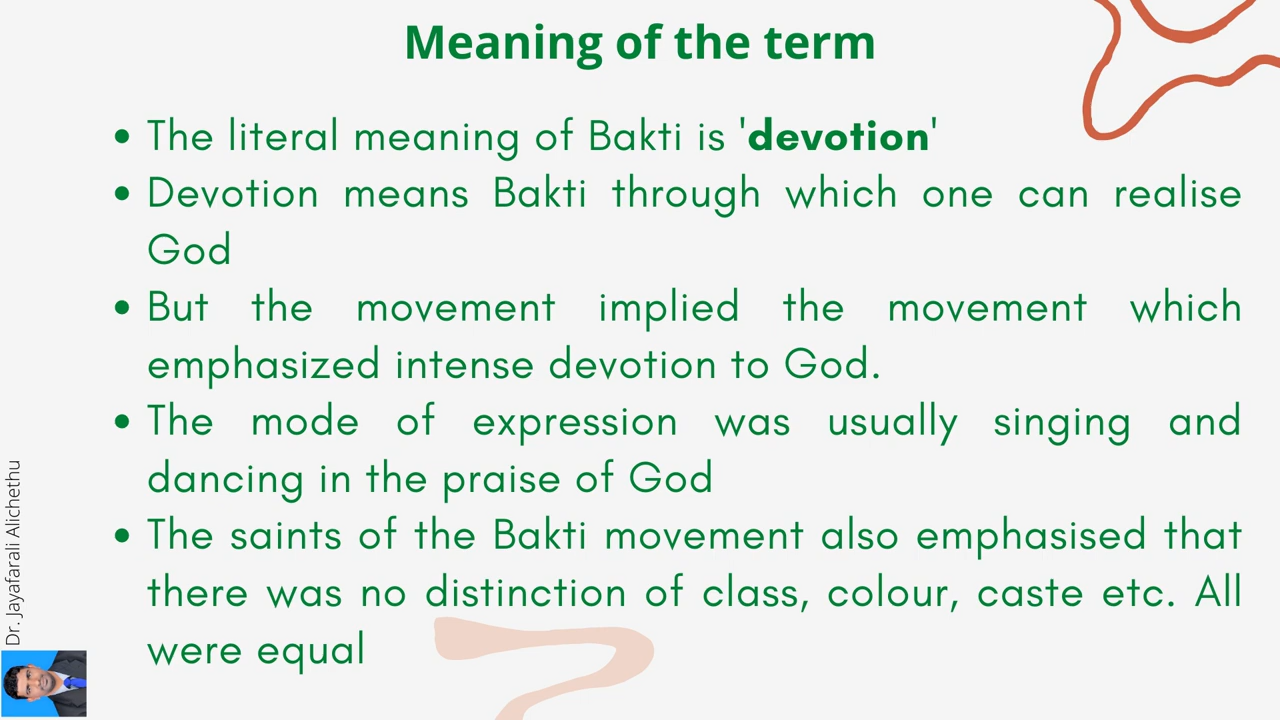 Meaning of the term
• The literal meaning of Bakti is 'devotion'
• Devotion means Bakti through which one can realise
God
• But the movement implied the movement which
emphasized intense devotion to God.
• The mode of expression was usually singing and
dancing in the praise of God
• The saints of the Bakti movement also emphasised that
there was no distinction of class, colour, caste etc. All
were equal
Dr. Jayafarali Alichethu